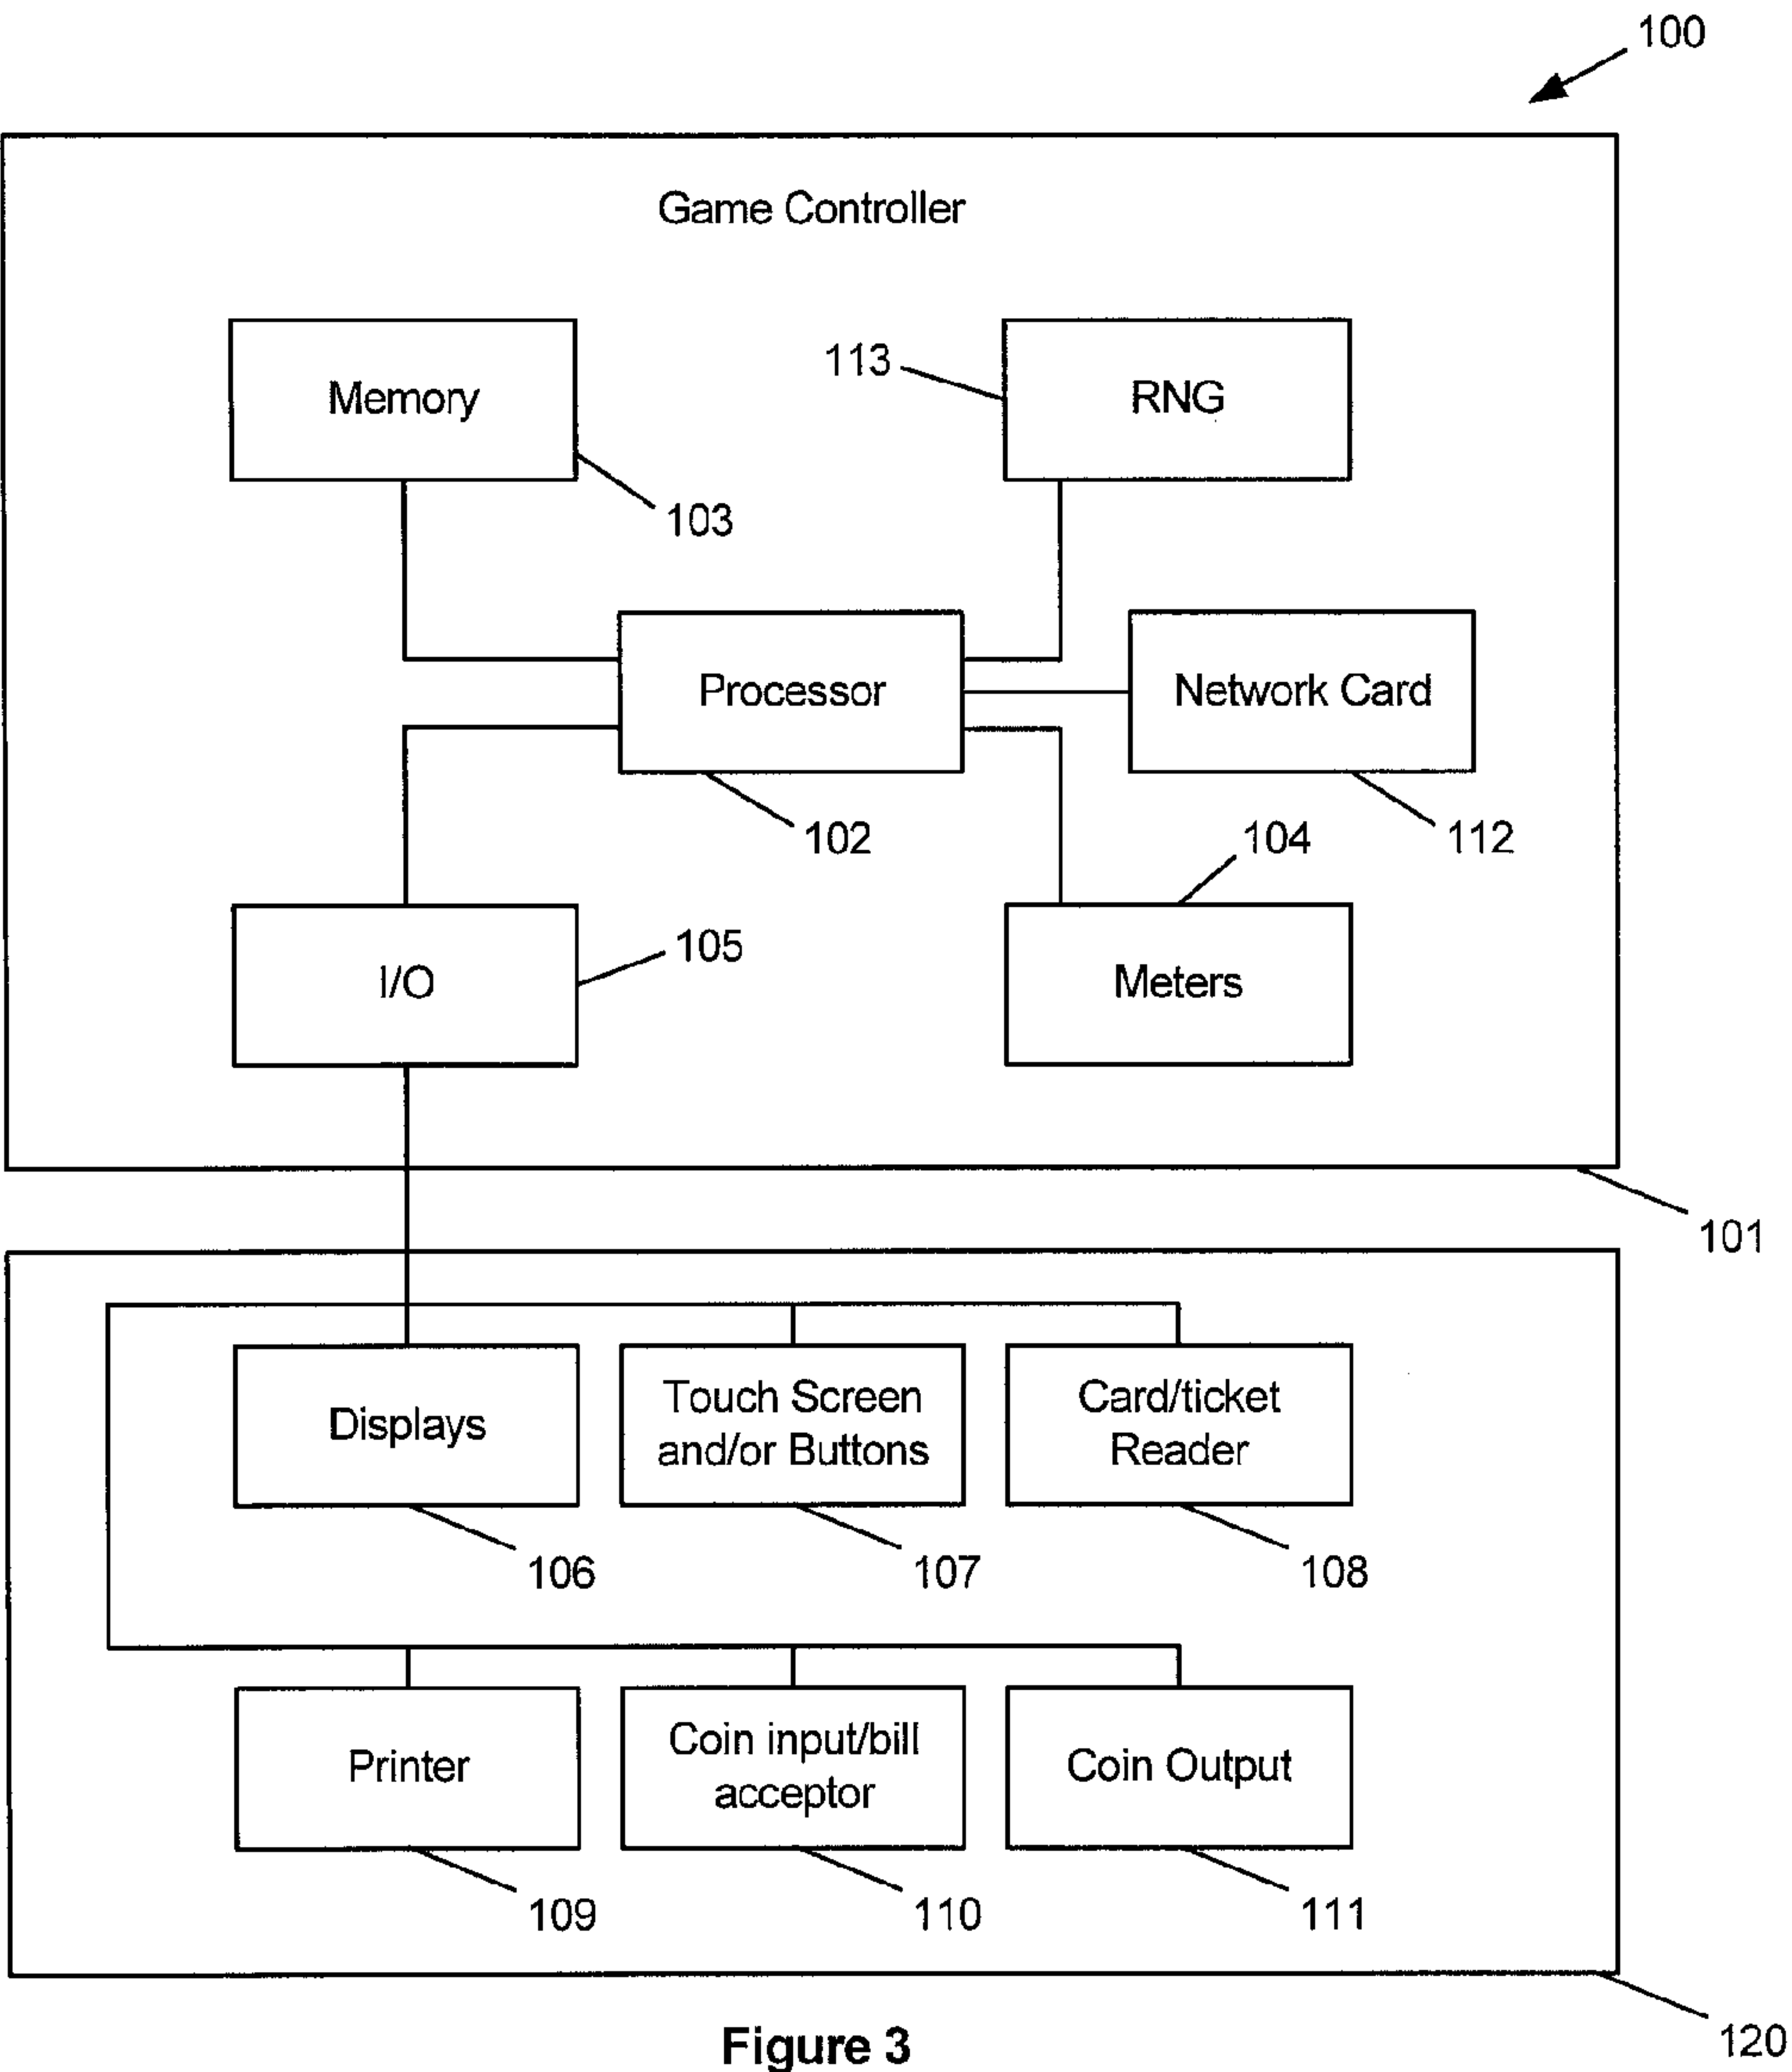 100
Game Controller
Memory
113
RNG
103
Processor
Network Card
102
104
112
I/O
105
Meters
101
Displays
Touch Screen
and/or Buttons
Card/ticket
Reader
106
107
108
Printer
Coin input/bill
acceptor
Coin Output
109
110
111
120
Figure 3